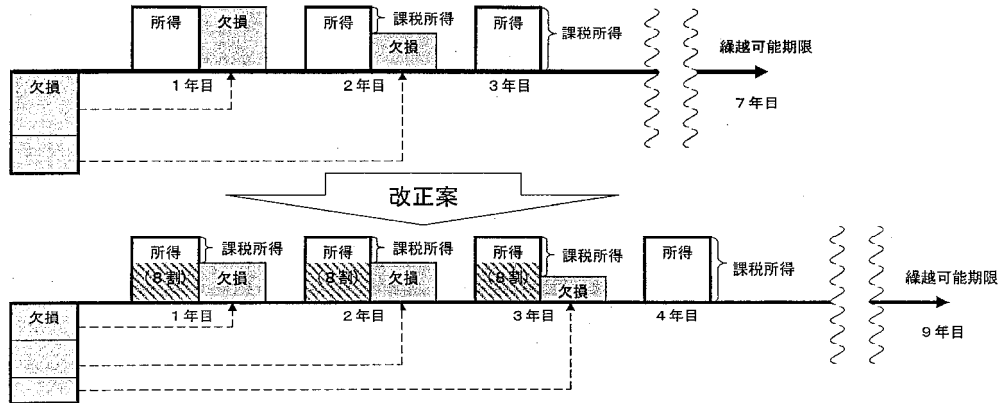 所得 欠損 所得 課税所得 所得 課税所得
欠損
繰越可能期限
欠損 1年目 2年目 3年目
7年目
改正案
所得 課税所得 所得 課税所得 所得 課税所得 所得
(8割) 欠損 (8割) 欠損 (8割) 欠損 課税所得
繰越可能期限
欠損 1年目 2年目 3年目 4年目
9年目